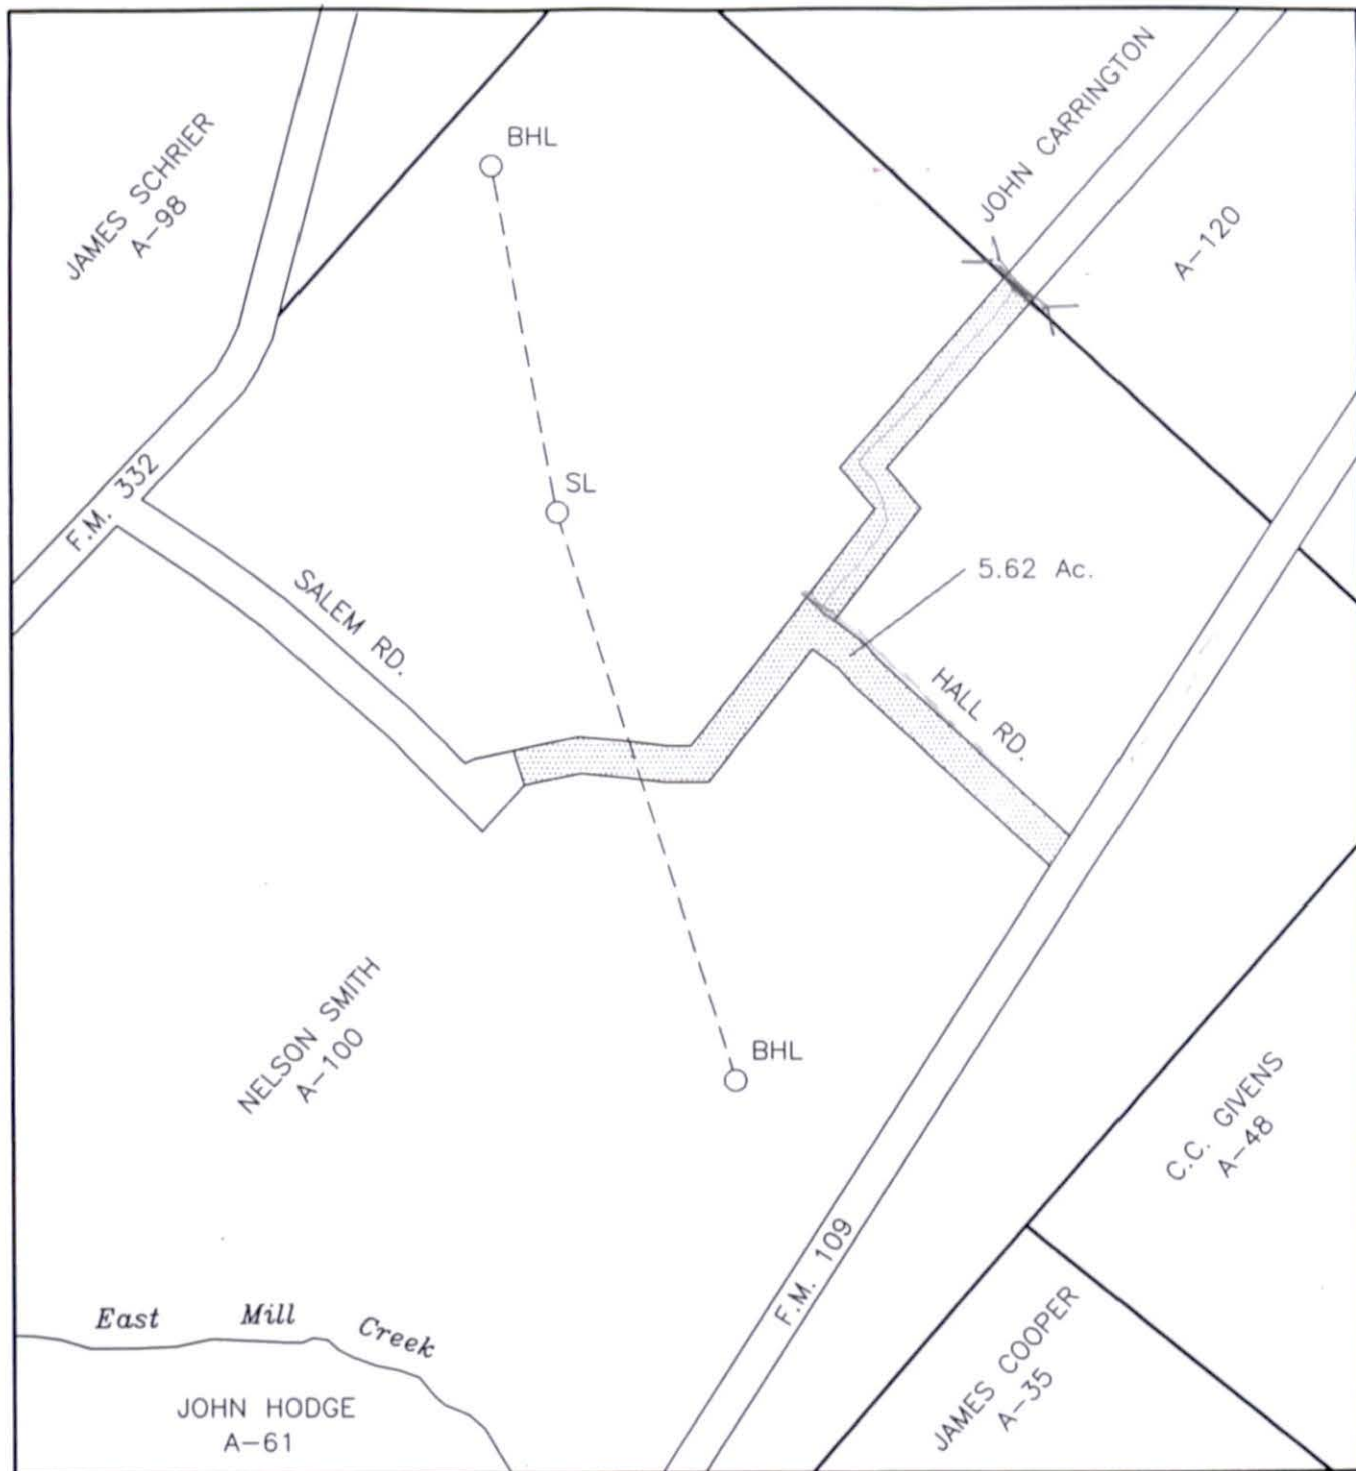 BHL
JOHN CARRINGTON
JAMES SCHRIER
A-98
A-120
F.M. 332
SL
5.62 Ac.
SALEM RD.
HALL RD.
NELSON SMITH
A-100
BHL
C.C. GIVENS
A-48
F.M. 109
East Mill Creek
JAMES COOPER
A-35
JOHN HODGE
A-61